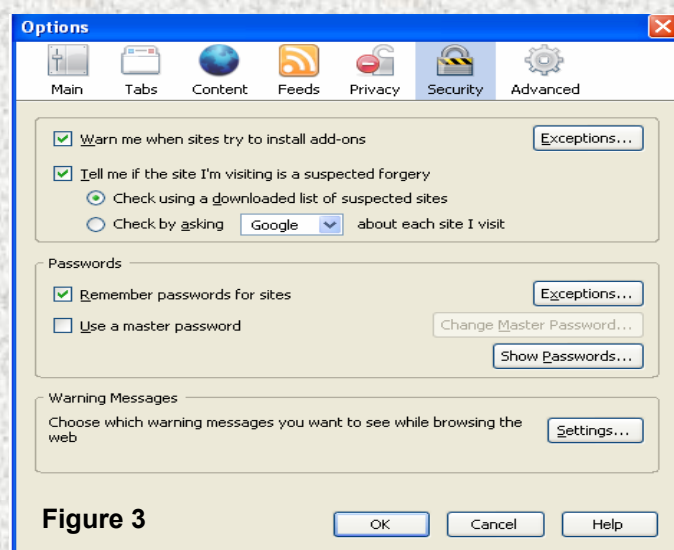 Options
Main Tabs Content Feeds Privacy Security Advanced
Warn me when sites try to install add-ons Exceptions...
Tell me if the site I'm visiting is a suspected forgery
Check using a downloaded list of suspected sites
Check by asking Google about each site I visit
Passwords
Remember passwords for sites Exceptions...
Use a master password Change Master Password...
Show Passwords...
Warning Messages
Choose which warning messages you want to see while browsing the
web Settings...
Figure 3 OK Cancel Help